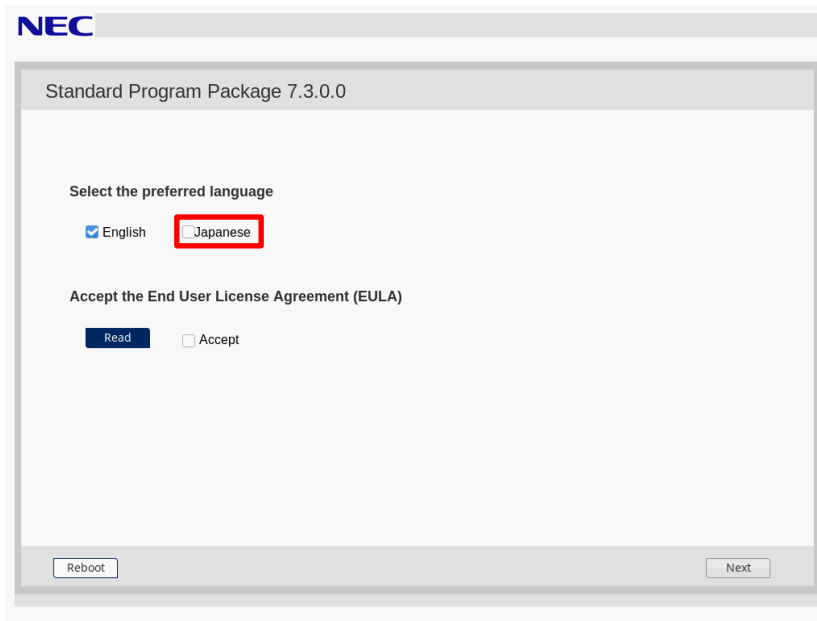 NEC
Standard Program Package 7.3.0.0
Select the preferred language
English Japanese
Accept the End User License Agreement (EULA)
Read Accept
Reboot Next